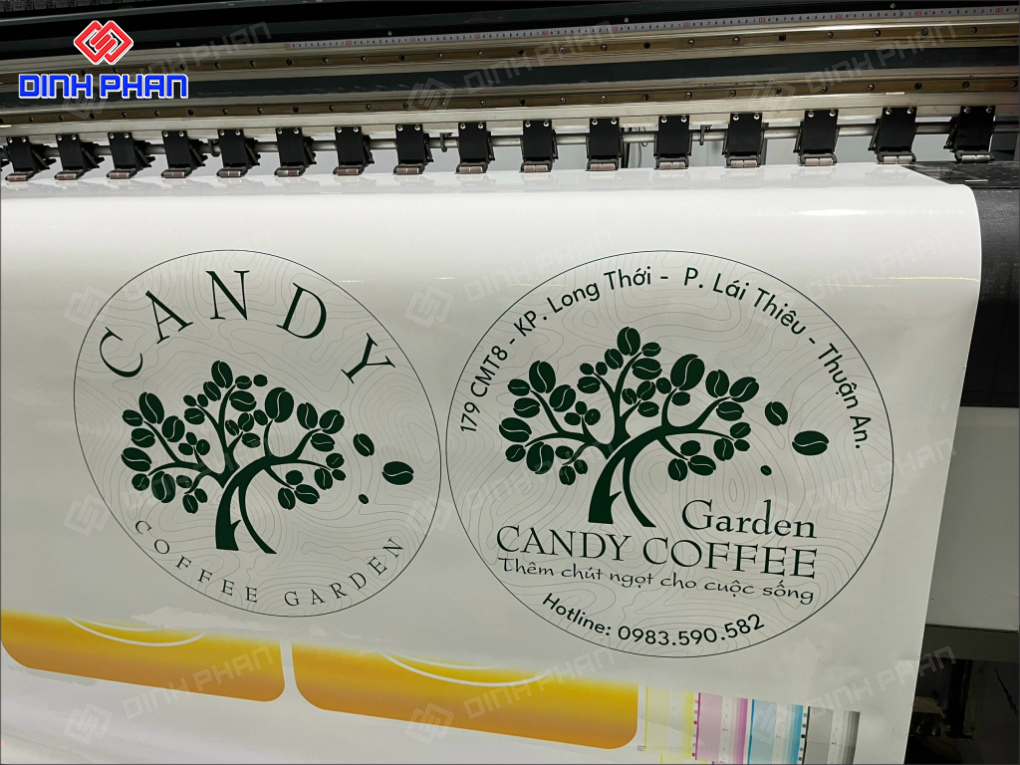 DINH PHAN
CANDY
COFFEE GARDEN
179 CMT8 - KP. Long Thới - P. Lái Thiêu - Thuận An.
Garden
CANDY COFFEE
Thêm chút ngọt cho cuộc sống
Hotline: 0983.590.582